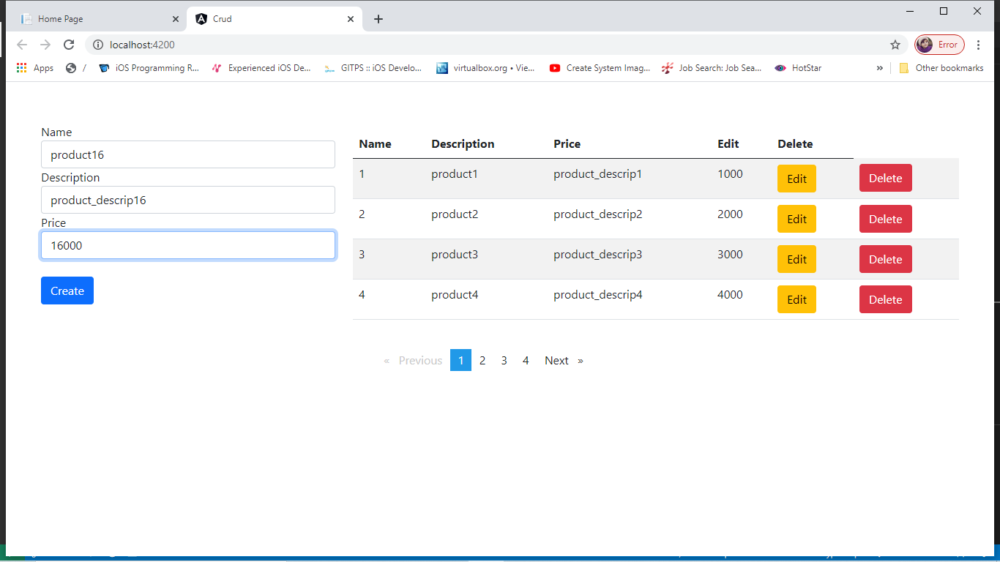 Home Page
Crud
localhost:4200
Error
Apps / iOS Programming R... Experienced iOS De... GITPS :: iOS Develo... virtualbox.org • Vie... Create System Imag... Job Search: Job Sea... HotStar » Other bookmarks
Name
product16
Description
product_descrip16
Price
16000
Create
Name Description Price Edit Delete
1 product1 product_descrip1 1000 Edit Delete
2 product2 product_descrip2 2000 Edit Delete
3 product3 product_descrip3 3000 Edit Delete
4 product4 product_descrip4 4000 Edit Delete
« Previous 1 2 3 4 Next »